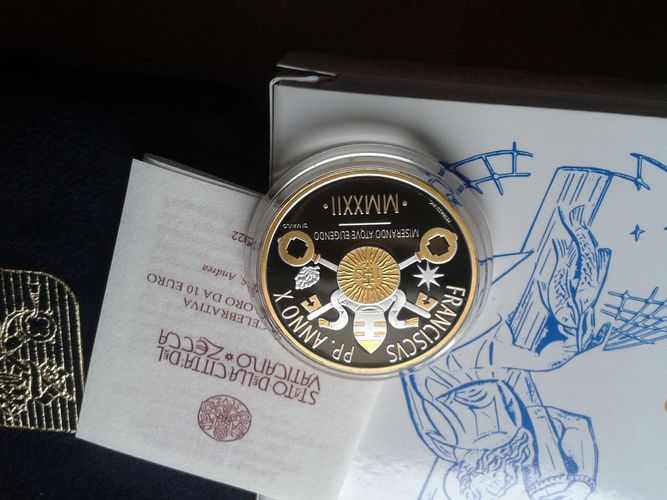 FRANCISCVS
PP. ANNO X
MISERANDO ATQVE ELIGENDO
·MMXXII·
STATO DELLA CITTÀ DEL
VATICANO ZECCA
CELEBRATIVA
ORO DA 10 EURO
S. Andrea